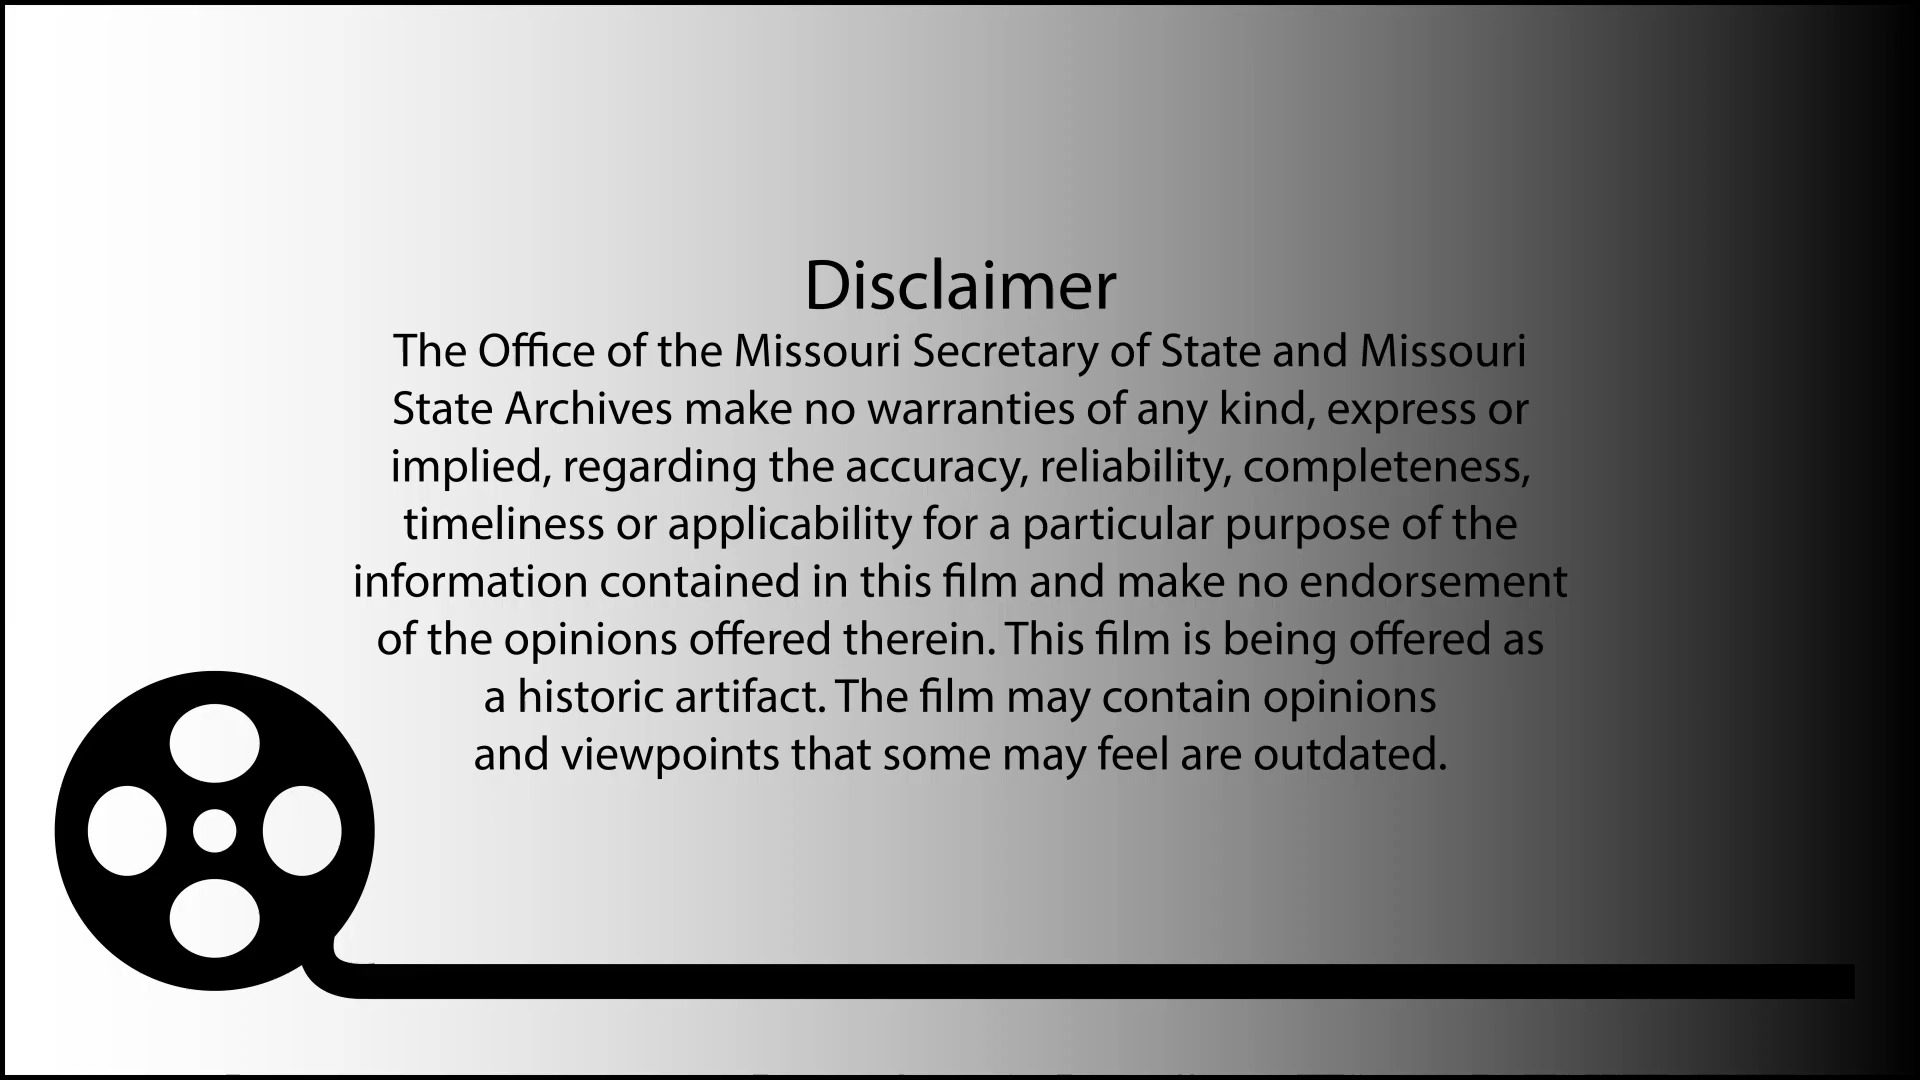 Disclaimer
The Office of the Missouri Secretary of State and Missouri
State Archives make no warranties of any kind, express or
implied, regarding the accuracy, reliability, completeness,
timeliness or applicability for a particular purpose of the
information contained in this film and make no endorsement
of the opinions offered therein. This film is being offered as
a historic artifact. The film may contain opinions
and viewpoints that some may feel are outdated.